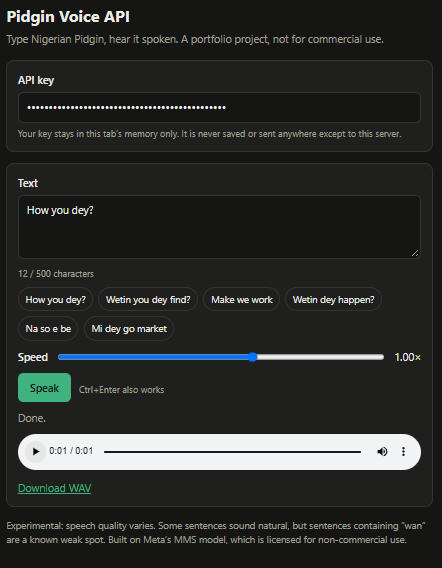 Pidgin Voice API
Type Nigerian Pidgin, hear it spoken. A portfolio project, not for commercial use.
API key
Your key stays in this tab's memory only. It is never saved or sent anywhere except to this server.
Text
How you dey?
12 / 500 characters
How you dey? Wetin you dey find? Make we work Wetin dey happen?
Na so e be Mi dey go market
Speed 1.00×
Speak Ctrl+Enter also works
Done.
0:01 / 0:01
Download WAV
Experimental: speech quality varies. Some sentences sound natural, but sentences containing “wan”
are a known weak spot. Built on Meta's MMS model, which is licensed for non-commercial use.